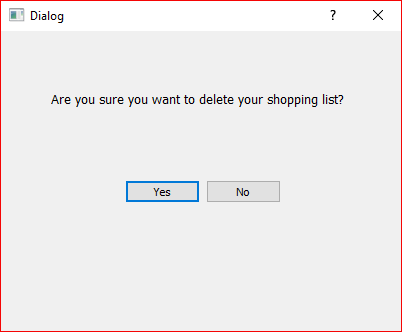 Dialog
?
Are you sure you want to delete your shopping list?
Yes
No